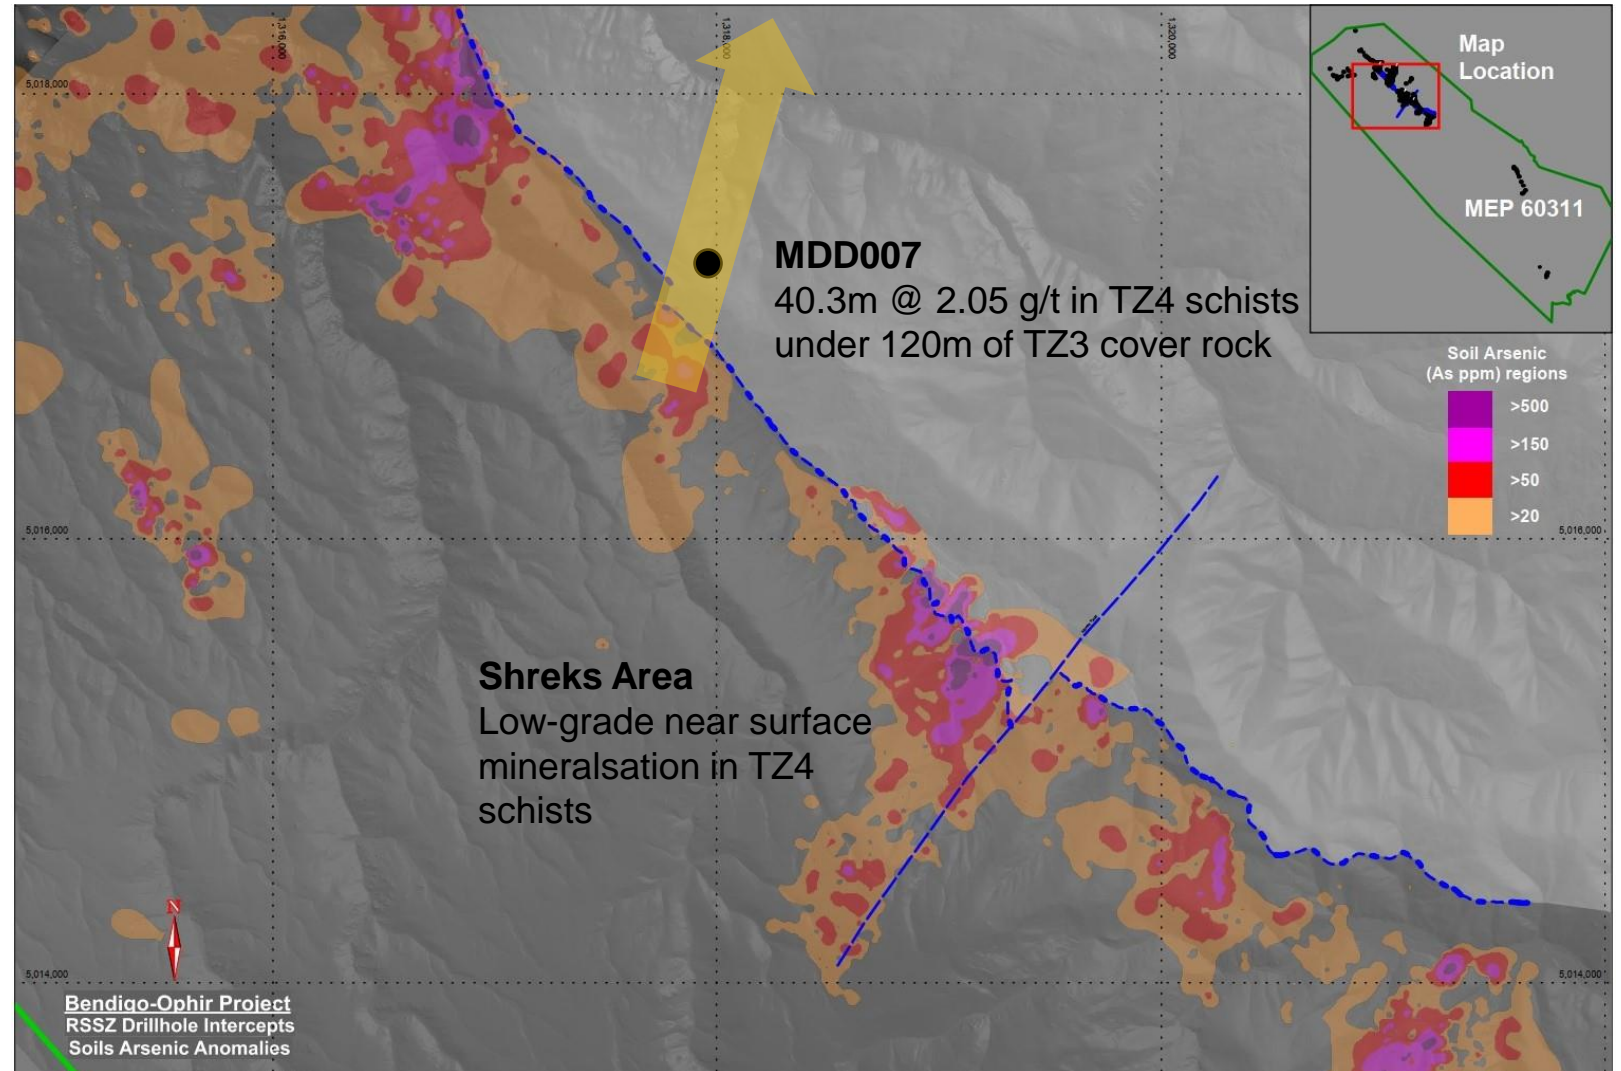 1,316,000
1,318,000
1,320,000
5,018,000
Map
Location
MEP 60311
MDD007
40.3m @ 2.05 g/t in TZ4 schists
under 120m of TZ3 cover rock
Soil Arsenic
(As ppm) regions
>500
>150
>50
>20
5,016,000
5,016,000
Shreks Area
Low-grade near surface
mineralsation in TZ4
schists
N
5,014,000
5,014,000
Bendigo-Ophir Project
RSSZ Drillhole Intercepts
Soils Arsenic Anomalies